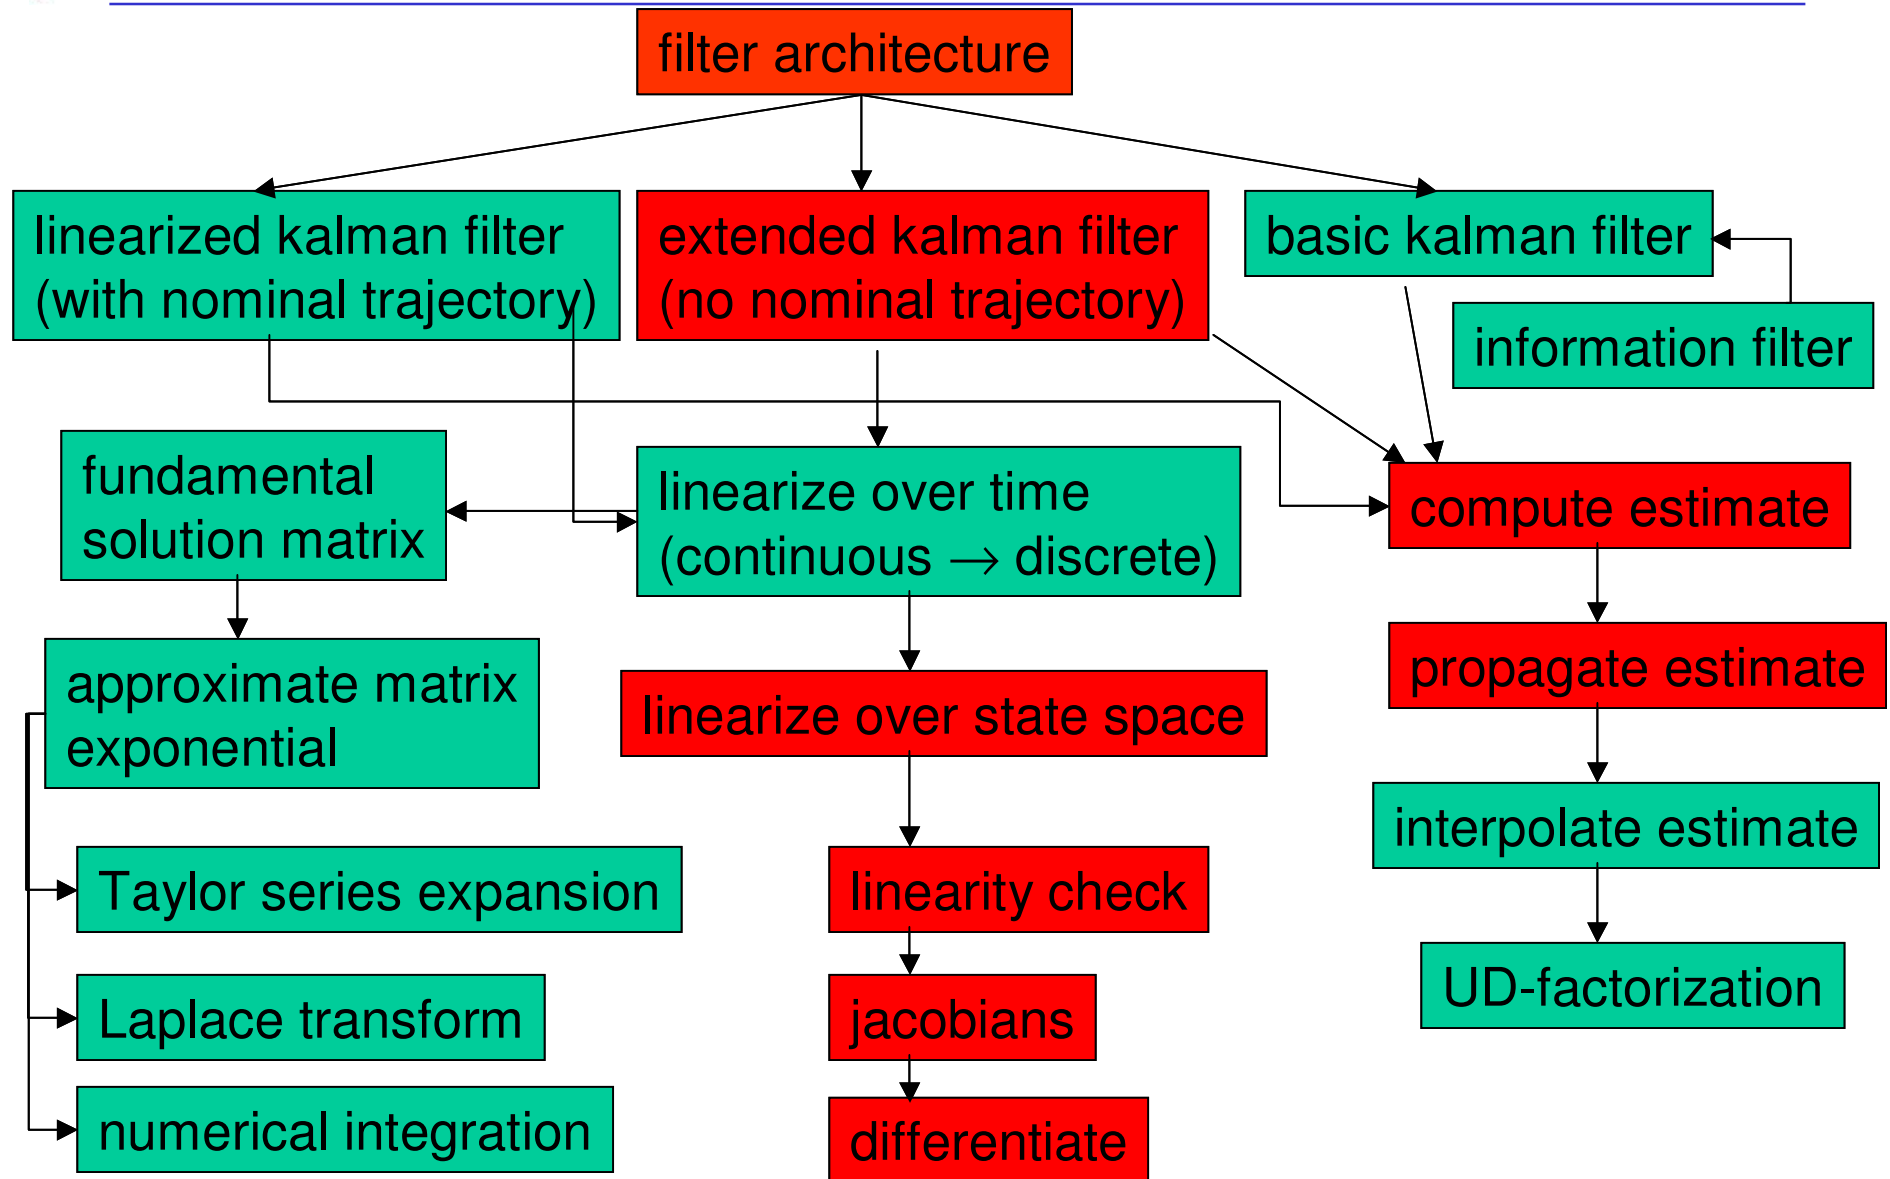 filter architecture
linearized kalman filter
(with nominal trajectory)
extended kalman filter
(no nominal trajectory)
basic kalman filter
information filter
fundamental
solution matrix
linearize over time
(continuous → discrete)
compute estimate
approximate matrix
exponential
linearize over state space
propagate estimate
interpolate estimate
Taylor series expansion
linearity check
UD-factorization
Laplace transform
jacobians
numerical integration
differentiate